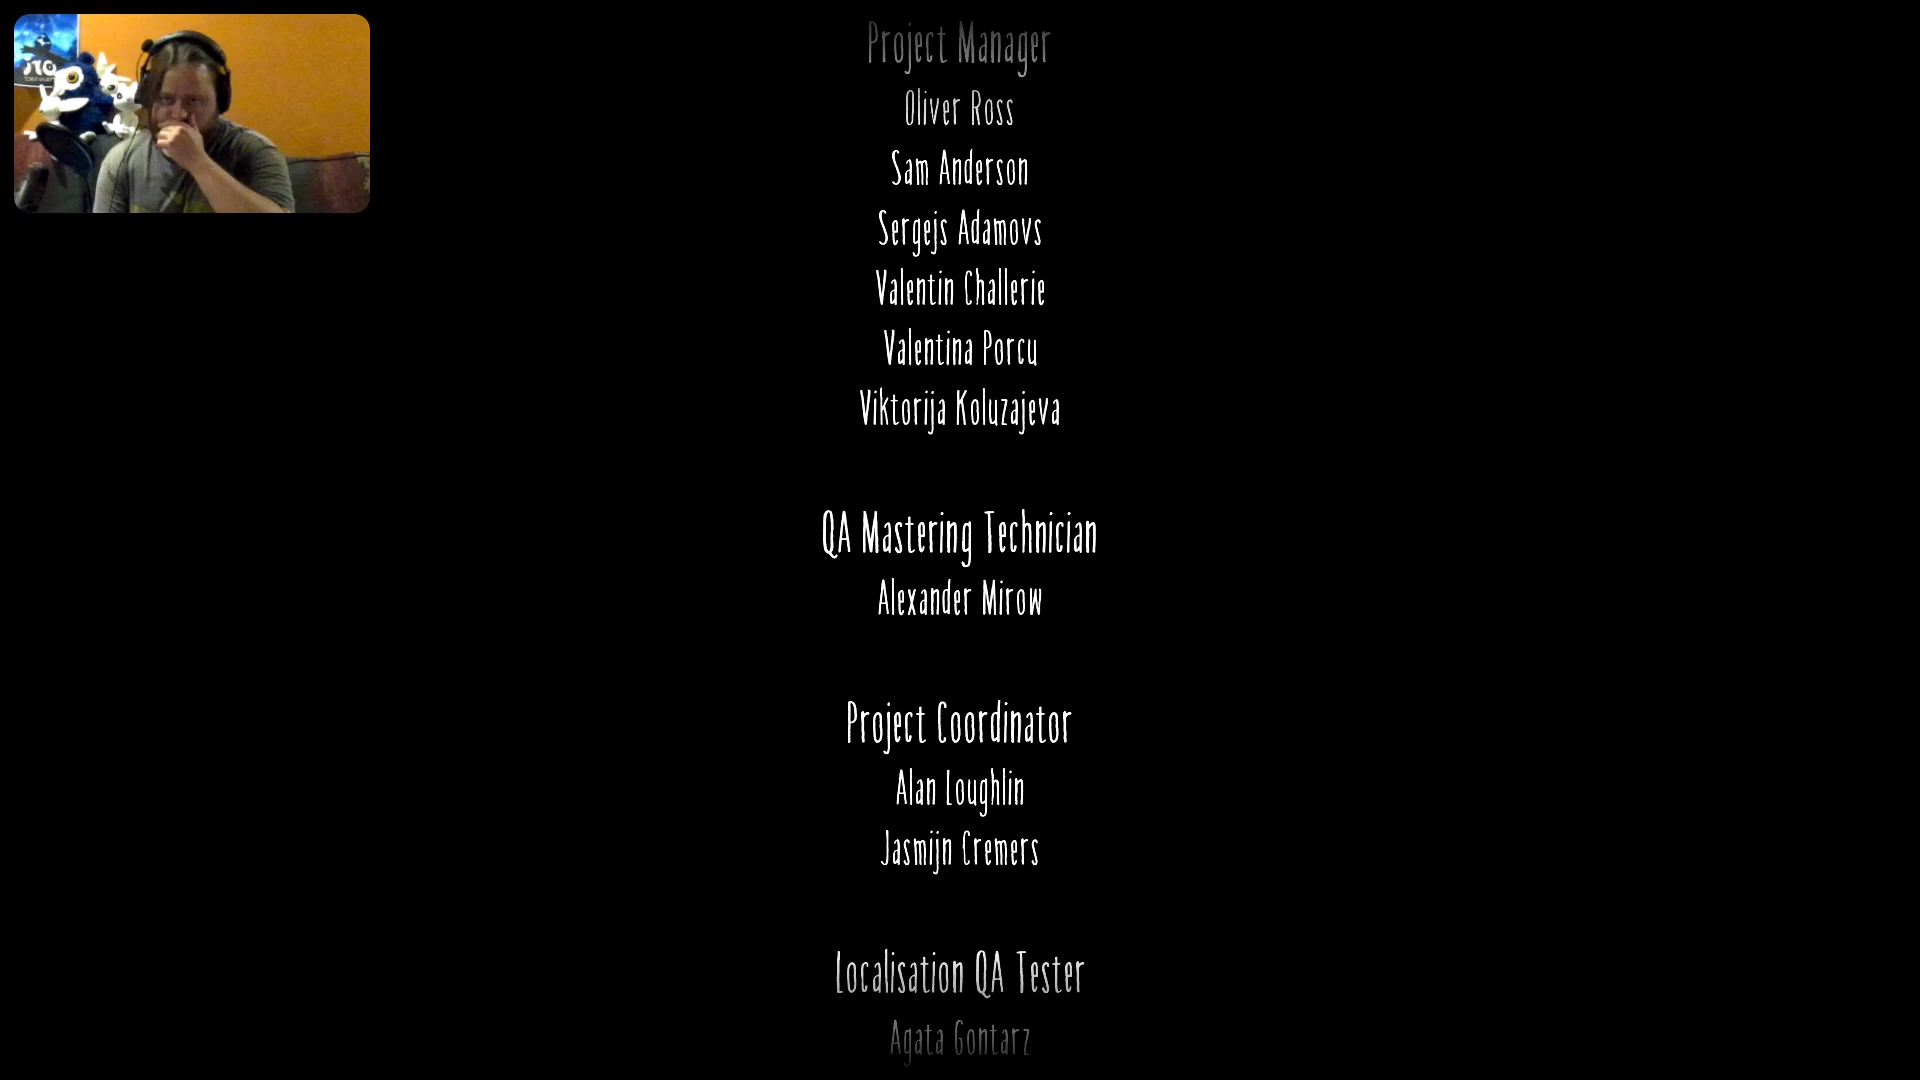 Project Manager
Oliver Ross
Sam Anderson
Sergejs Adamovs
Valentin Challerie
Valentina Porcu
Viktorija Koluzajeva
QA Mastering Technician
Alexander Mirow
Project Coordinator
Alan Loughlin
Jasmijn Cremers
Localisation QA Tester
Agata Gontarz